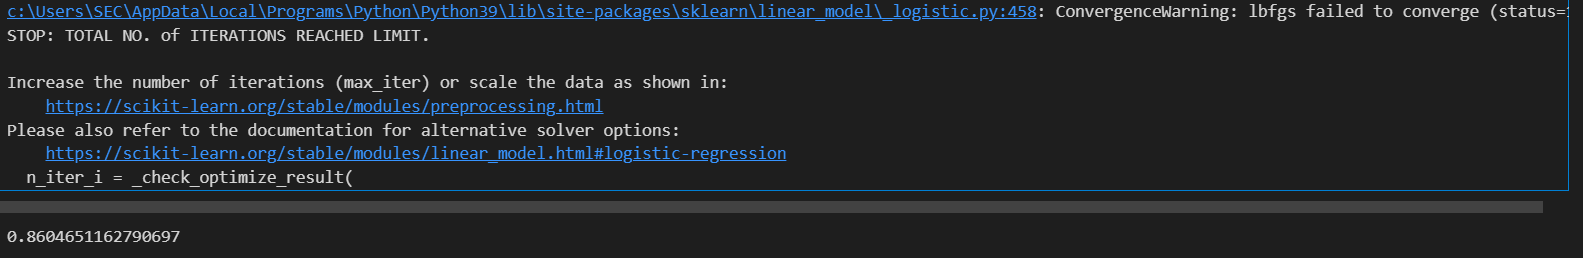 c:\Users\SEC\AppData\Local\Programs\Python\Python39\lib\site-packages\sklearn\linear_model\_logistic.py:458: ConvergenceWarning: lbfgs failed to converge (status=
STOP: TOTAL NO. of ITERATIONS REACHED LIMIT.
Increase the number of iterations (max_iter) or scale the data as shown in:
https://scikit-learn.org/stable/modules/preprocessing.html
Please also refer to the documentation for alternative solver options:
https://scikit-learn.org/stable/modules/linear_model.html#logistic-regression
n_iter_i = _check_optimize_result(
0.8604651162790697